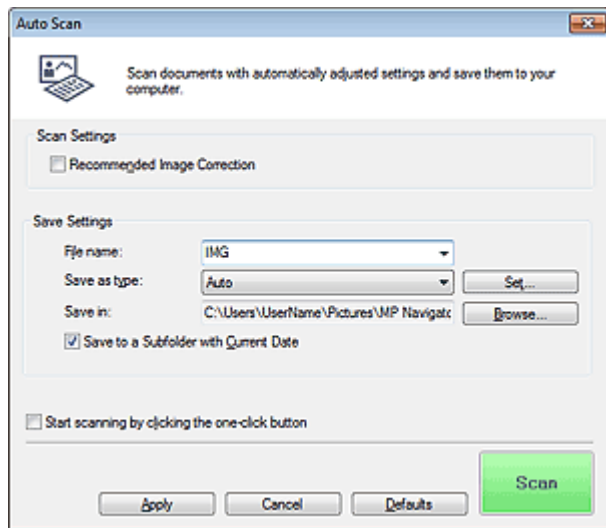 Auto Scan
Scan documents with automatically adjusted settings and save them to your
computer.
Scan Settings
Recommended Image Correction
Save Settings
File name:
IMG
Save as type:
Auto
Set...
Save in:
C:\Users\UserName\Pictures\MP Navigatc
Browse...
Save to a Subfolder with Current Date
Start scanning by clicking the one-click button
Scan
Apply
Cancel
Defaults